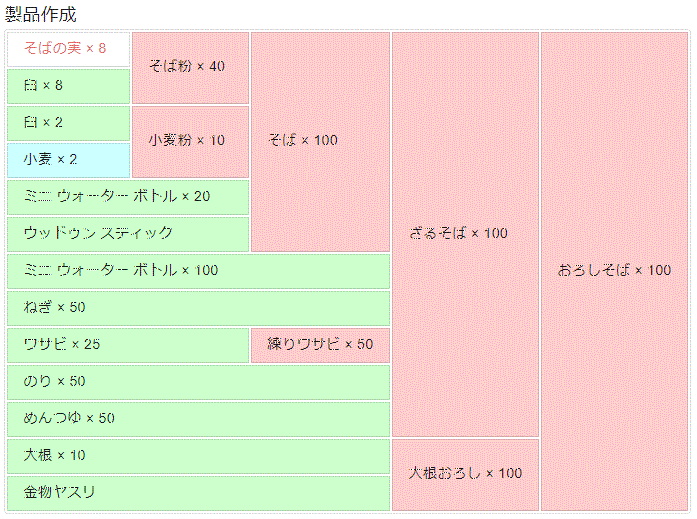 製品作成
そばの実 × 8
そば粉 × 40
そば × 100
ざるそば × 100
おろしそば × 100
臼 × 8
臼 × 2
小麦粉 × 10
小麦 × 2
ミニ ウォーター ボトル × 20
ウッドゥン スティック
ミニ ウォーター ボトル × 100
ねぎ × 50
ワサビ × 25
練りワサビ × 50
のり × 50
めんつゆ × 50
大根 × 10
大根おろし × 100
金物ヤスリ